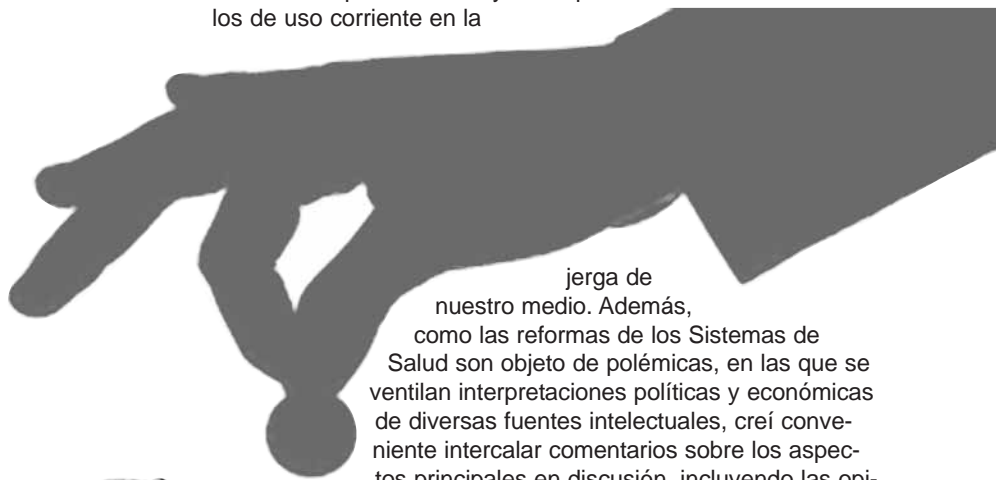 los de uso corriente en la
jerga de
nuestro medio. Además,
como las reformas de los Sistemas de
Salud son objeto de polémicas, en las que se
ventilan interpretaciones políticas y económicas
de diversas fuentes intelectuales, creí conve-
niente intercalar comentarios sobre los aspec-
tos principales en discusión, incluyendo las opi-